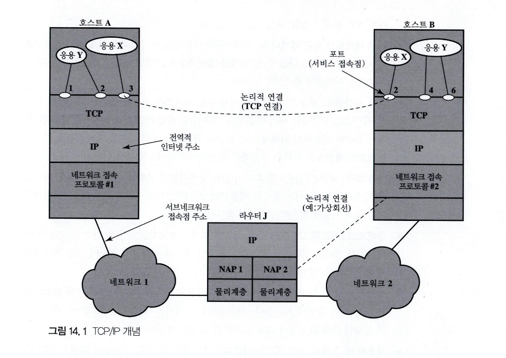 호스트 A
호스트 B
응용 Y
응용 X
응용 X
응용 Y
1
2
3
포트
(서비스 접속점)
2
4
6
논리적 연결
(TCP 연결)
TCP
TCP
IP
전역적
인터넷 주소
IP
네트워크 접속
프로토콜 #1
네트워크 접속
프로토콜 #2
서브네크워크
접속점 주소
라우터 J
논리적 연결
(예:가상회선)
IP
NAP 1
NAP 2
물리계층
물리계층
네트워크 1
네트워크 2
그림 14.1 TCP/IP 개념